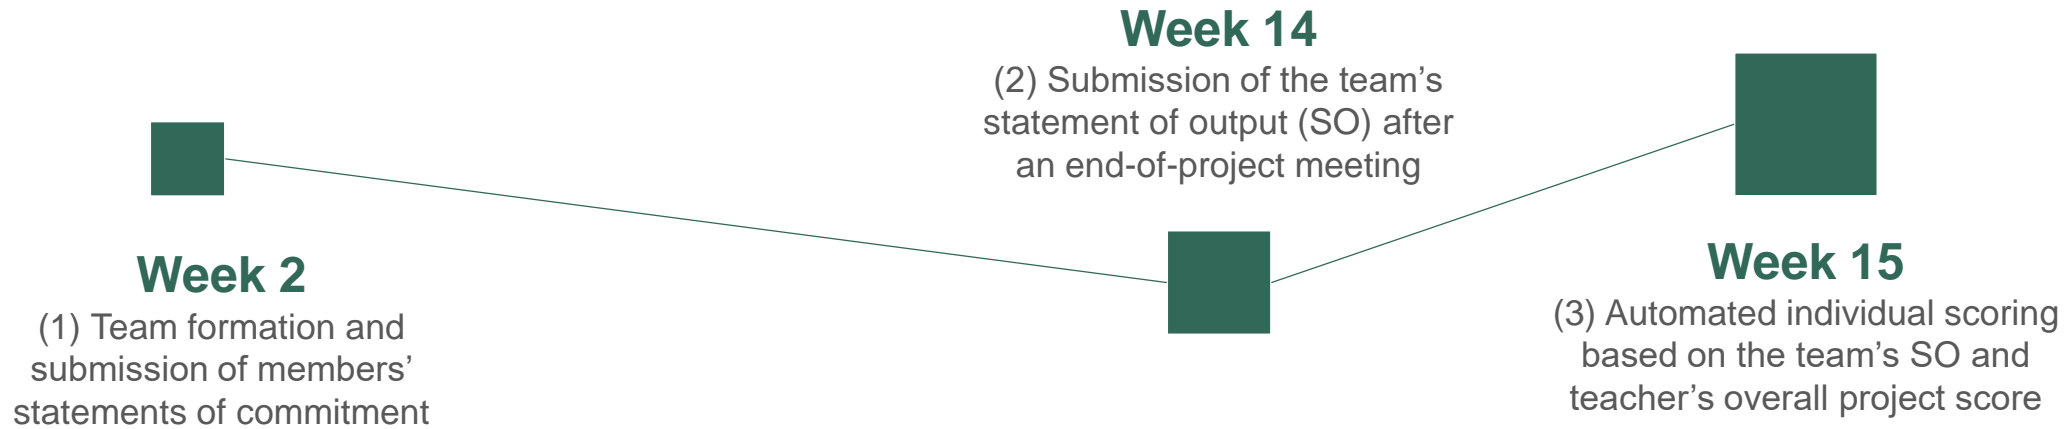 Week 2
(1) Team formation and
submission of members’
statements of commitment
Week 14
(2) Submission of the team’s
statement of output (SO) after
an end-of-project meeting
Week 15
(3) Automated individual scoring
based on the team’s SO and
teacher’s overall project score